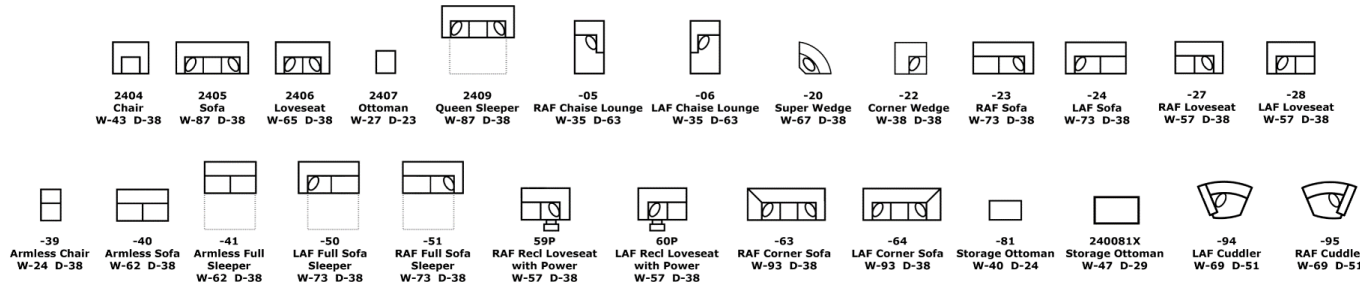 2404
Chair
W-43 D-38
2405
Sofa
W-87 D-38
2406
Loveseat
W-65 D-38
2407
Ottoman
W-27 D-23
2409
Queen Sleeper
W-87 D-38
-05
RAF Chaise Lounge
W-35 D-63
-06
LAF Chaise Lounge
W-35 D-63
-20
Super Wedge
W-67 D-38
-22
Corner Wedge
W-38 D-38
-23
RAF Sofa
W-73 D-38
-24
LAF Sofa
W-73 D-38
-27
RAF Loveseat
W-57 D-38
-28
LAF Loveseat
W-57 D-38
-39
Armless Chair
W-24 D-38
-40
Armless Sofa
W-62 D-38
-41
Armless Full
Sleeper
W-62 D-38
-50
LAF Full Sofa
Sleeper
W-73 D-38
-51
RAF Full Sofa
Sleeper
W-73 D-38
59P
RAF Recl Loveseat
with Power
W-57 D-38
60P
LAF Recl Loveseat
with Power
W-57 D-38
-63
RAF Corner Sofa
W-93 D-38
-64
LAF Corner Sofa
W-93 D-38
-81
Storage Ottoman
W-40 D-24
240081X
Storage Ottoman
W-47 D-29
-94
LAF Cuddler
W-69 D-51
-95
RAF Cuddler
W-69 D-51